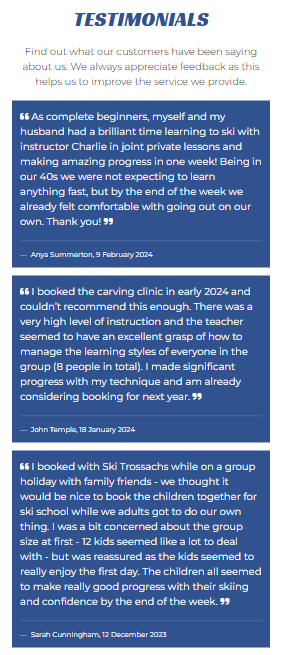 TESTIMONIALS
Find out what our customers have been saying
about us. We always appreciate feedback as this
helps us to improve the service we provide.
❝ As complete beginners, myself and my
husband had a brilliant time learning to ski with
instructor Charlie in joint private lessons and
making amazing progress in one week! Being in
our 40s we were not expecting to learn
anything fast, but by the end of the week we
already felt comfortable with going out on our
own. Thank you! ❞
— Anya Summerton, 9 February 2024
❝ I booked the carving clinic in early 2024 and
couldn't recommend this enough. There was a
very high level of instruction and the teacher
seemed to have an excellent grasp of how to
manage the learning styles of everyone in the
group (8 people in total). I made significant
progress with my technique and am already
considering booking for next year. ❞
— John Temple, 18 January 2024
❝ I booked with Ski Trossachs while on a group
holiday with family friends - we thought it
would be nice to book the children together for
ski school while we adults got to do our own
thing. I was a bit concerned about the group
size at first - 12 kids seemed like a lot to deal
with - but was reassured as the kids seemed to
really enjoy the first day. The children all seemed
to make really good progress with their skiing
and confidence by the end of the week. ❞
— Sarah Cunningham, 12 December 2023